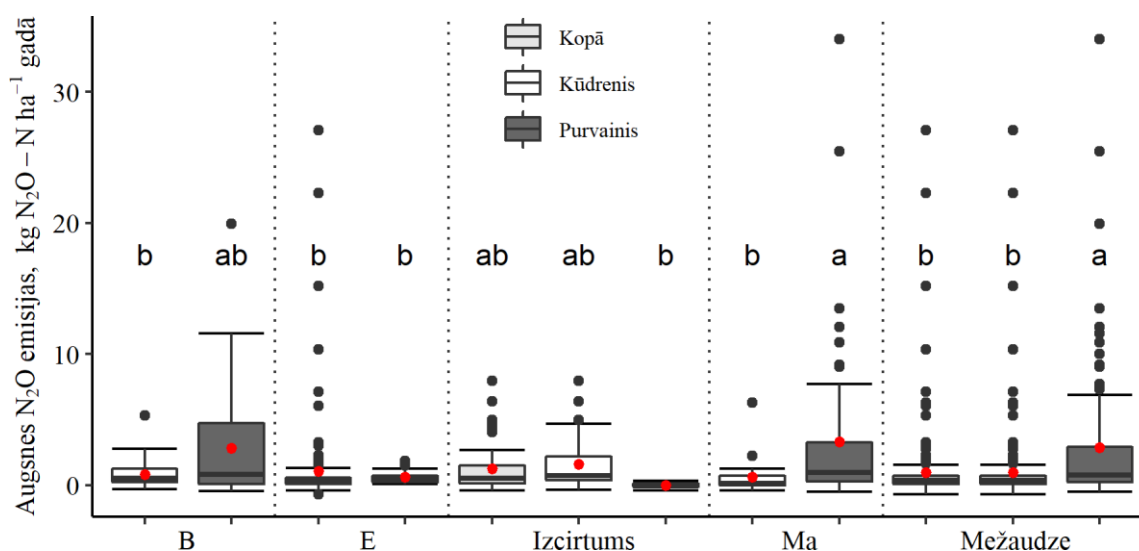 Augsnes N₂O emisijas, kg N₂O – N ha⁻¹ gadā
30
20
10
0
Kopā
Kūdrenis
Purvainis
b ab b b ab ab b b a b b a
B E Izcirtums Ma Mežaudze